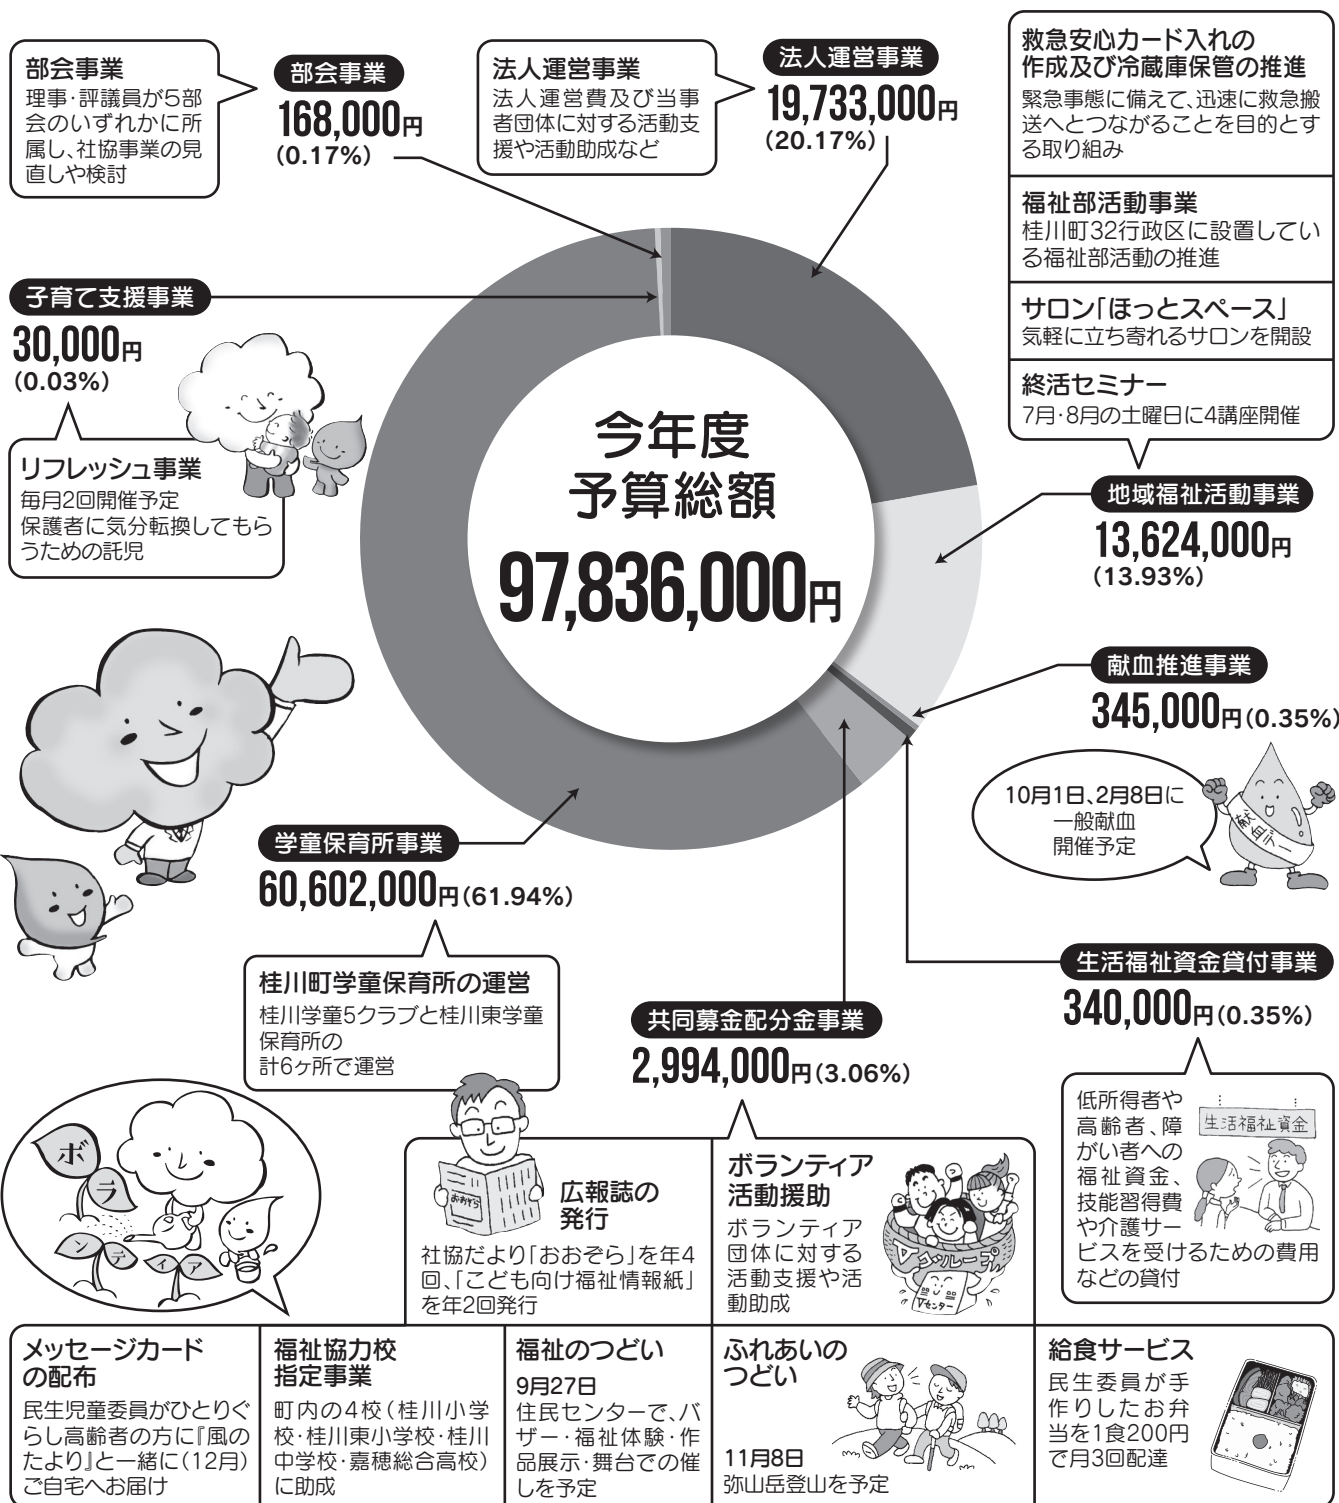 部会事業
理事・評議員が5部
会のいずれかに所
属し、社協事業の見
直しや検討
部会事業
168,000円
(0.17%)
法人運営事業
法人運営費及び当事
者団体に対する活動支
援や活動助成など
法人運営事業
19,733,000円
(20.17%)
救急安心カード入れの
作成及び冷蔵庫保管の推進
緊急事態に備えて、迅速に救急搬
送へとつながることを目的とす
る取り組み
福祉部活動事業
桂川町32行政区に設置してい
る福祉部活動の推進
サロン「ほっとスペース」
気軽に立ち寄れるサロンを開設
終活セミナー
7月・8月の土曜日に4講座開催
地域福祉活動事業
13,624,000円
(13.93%)
子育て支援事業
30,000円
(0.03%)
リフレッシュ事業
毎月2回開催予定
保護者に気分転換してもら
うための託児
今年度
予算総額
97,836,000円
献血推進事業
345,000円(0.35%)
10月1日、2月8日に
一般献血
開催予定
献血デー
学童保育所事業
60,602,000円(61.94%)
桂川町学童保育所の運営
桂川学童5クラブと桂川東学童
保育所の
計6ヶ所で運営
生活福祉資金貸付事業
340,000円(0.35%)
低所得者や
高齢者、障
がい者への
福祉資金、
技能習得費
や介護サー
ビスを受けるための費用
などの貸付
生活福祉資金
共同募金配分金事業
2,994,000円(3.06%)
ボランティア
おおぞら
広報誌の
発行
社協だより「おおぞら」を年4
回、「こども向け福祉情報紙」
を年2回発行
ボランティア
活動援助
ボランティア
団体に対する
活動支援や活
動助成
Vグループ
Vセンター
メッセージカード
の配布
民生児童委員がひとりぐ
らし高齢者の方に『風の
たより』と一緒に(12月)
ご自宅へお届け
福祉協力校
指定事業
町内の4校(桂川小学
校・桂川東小学校・桂川
中学校・嘉穂総合高校)
に助成
福祉のつどい
9月27日
住民センターで、バ
ザー・福祉体験・作
品展示・舞台での催
しを予定
ふれあいの
つどい
11月8日
弥山岳登山を予定
給食サービス
民生委員が手
作りしたお弁
当を1食200円
で月3回配達